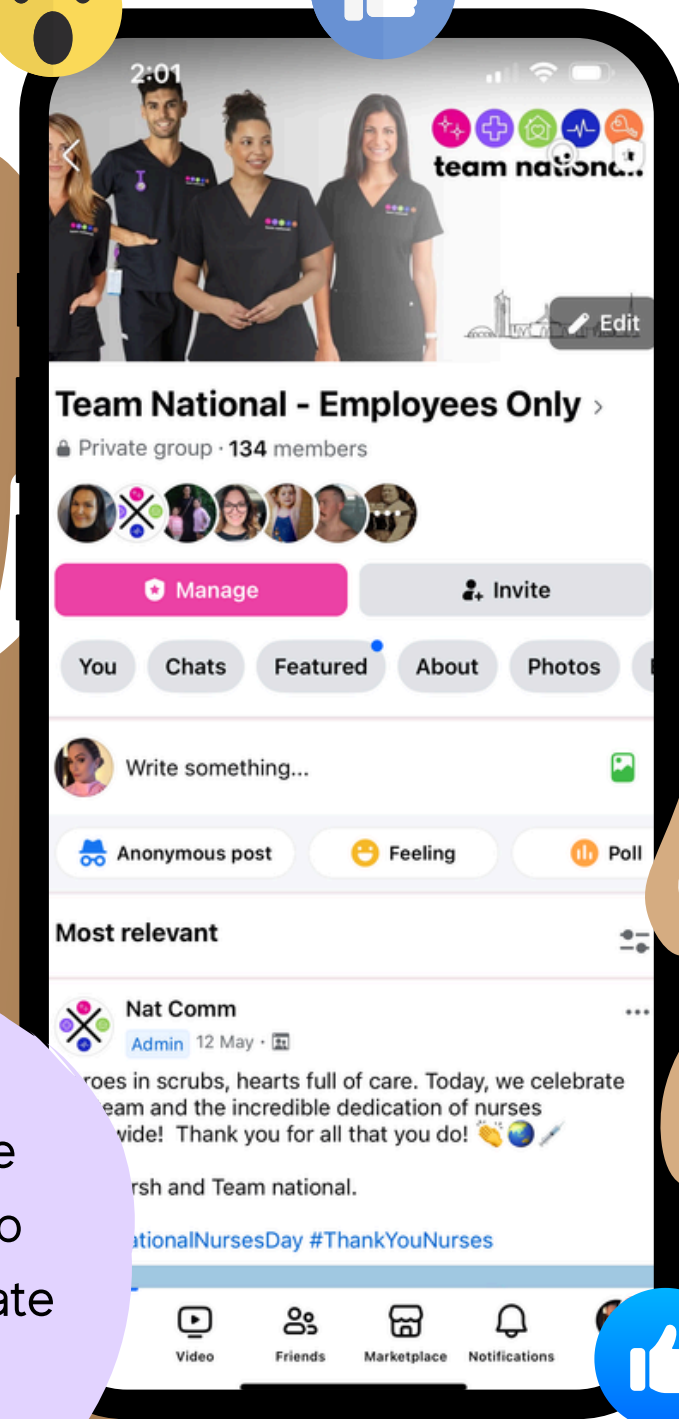 2:01
team national.
Edit
Team National - Employees Only
Private group · 134 members
Manage
Invite
You
Chats
Featured
About
Photos
Write something...
Anonymous post
Feeling
Poll
Most relevant
Nat Comm
Admin 12 May ·
roes in scrubs, hearts full of care. Today, we celebrate
eam and the incredible dedication of nurses
wide! Thank you for all that you do! 👏🌏💉
rsh and Team national.
ationalNursesDay #ThankYouNurses
e
o
ate
Video
Friends
Marketplace
Notifications